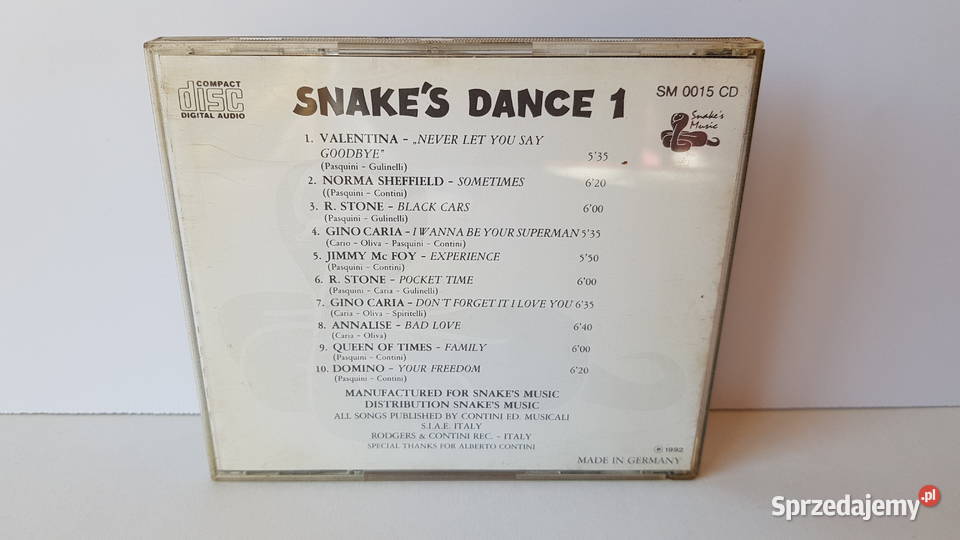 COMPACT
disc
DIGITAL AUDIO
SNAKE'S DANCE 1
SM 0015 CD
Snake's
Music
1. VALENTINA - „NEVER LET YOU SAY
GOODBYE" 5'35
(Pasquini - Gulinelli)
2. NORMA SHEFFIELD - SOMETIMES 6'20
((Pasquini - Contini)
3. R. STONE - BLACK CARS 6'00
(Pasquini - Gulinelli)
4. GINO CARIA - I WANNA BE YOUR SUPERMAN 5'35
(Cario - Oliva - Pasquini - Contini)
5. JIMMY Mc FOY - EXPERIENCE 5'50
(Pasquini - Contini)
6. R. STONE - POCKET TIME 6'00
(Pasquini - Caria - Gulinelli)
7. GINO CARIA - DON'T FORGET IT I LOVE YOU 6'35
(Caria - Oliva - Spiritelli)
8. ANNALISE - BAD LOVE 6'40
(Caria - Oliva)
9. QUEEN OF TIMES - FAMILY 6'00
(Pasquini - Contini)
10. DOMINO - YOUR FREEDOM 6'20
(Pasquini - Contini)
MANUFACTURED FOR SNAKE'S MUSIC
DISTRIBUTION SNAKE'S MUSIC
ALL SONGS PUBLISHED BY CONTINI ED. MUSICALI
S.I.A.E. ITALY
RODGERS & CONTINI REC. - ITALY
SPECIAL THANKS FOR ALBERTO CONTINI
℗ 1992
MADE IN GERMANY
Sprzedajemy.pl